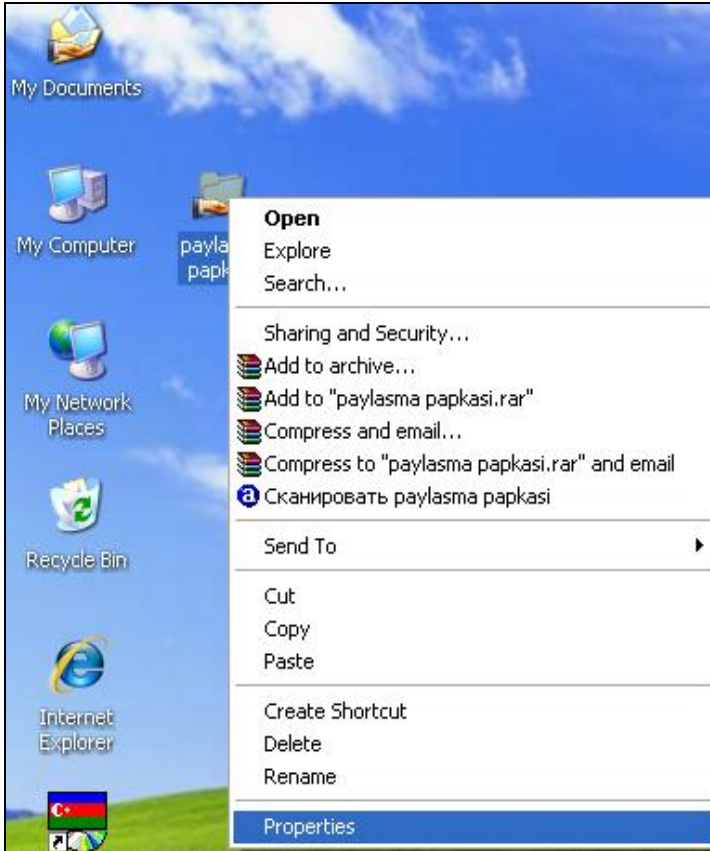 My Documents
My Computer
My Network
Places
Recycle Bin
Internet
Explorer
Open
Explore
Search...
Sharing and Security...
Add to archive...
Add to "paylasma papkasi.rar"
Compress and email...
Compress to "paylasma papkasi.rar" and email
Сканировать paylasma papkasi
Send To
Cut
Copy
Paste
Create Shortcut
Delete
Rename
Properties